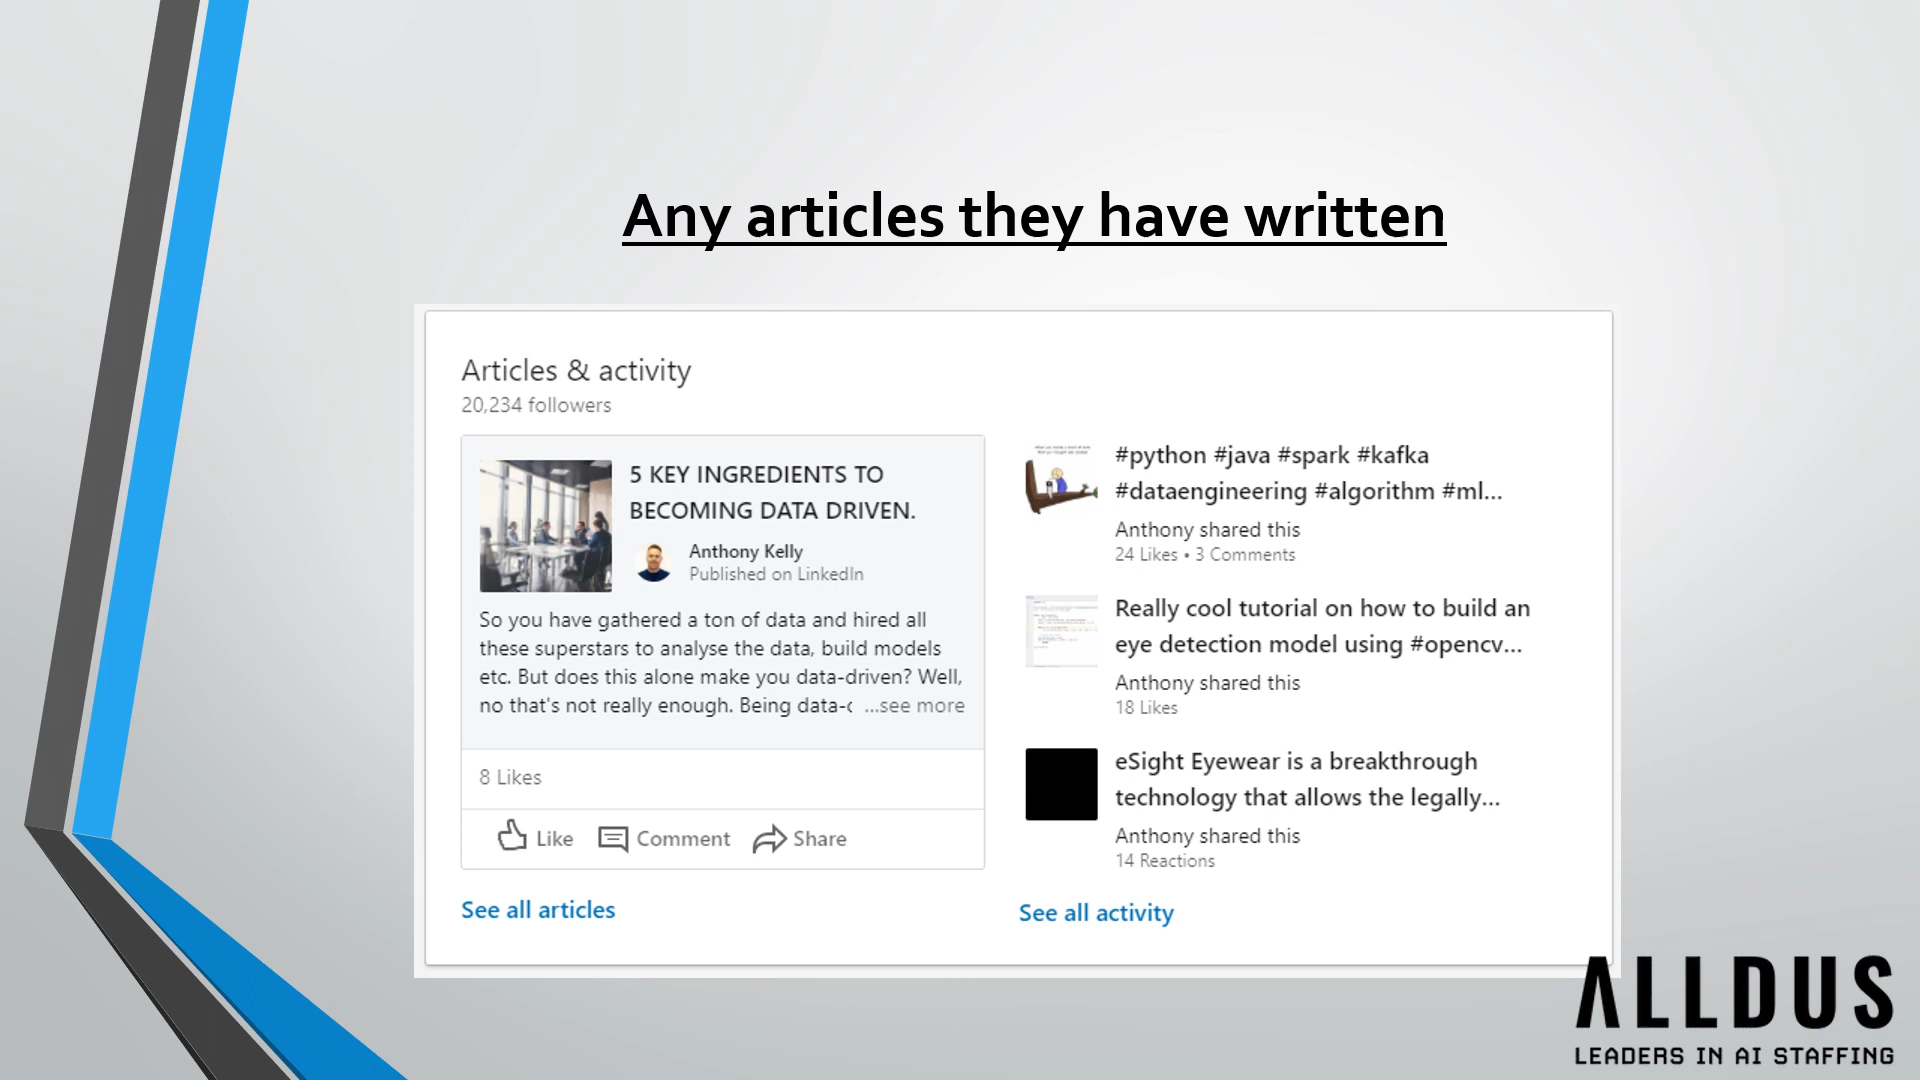 Any articles they have written
Articles & activity
20,234 followers
5 KEY INGREDIENTS TO
BECOMING DATA DRIVEN.
Anthony Kelly
Published on LinkedIn
So you have gathered a ton of data and hired all
these superstars to analyse the data, build models
etc. But does this alone make you data-driven? Well,
no that's not really enough. Being data- ...see more
8 Likes
Like Comment Share
See all articles
#python #java #spark #kafka
#dataengineering #algorithm #ml...
Anthony shared this
24 Likes • 3 Comments
Really cool tutorial on how to build an
eye detection model using #opencv...
Anthony shared this
18 Likes
eSight Eyewear is a breakthrough
technology that allows the legally...
Anthony shared this
14 Reactions
See all activity
ALLDUS
LEADERS IN AI STAFFING